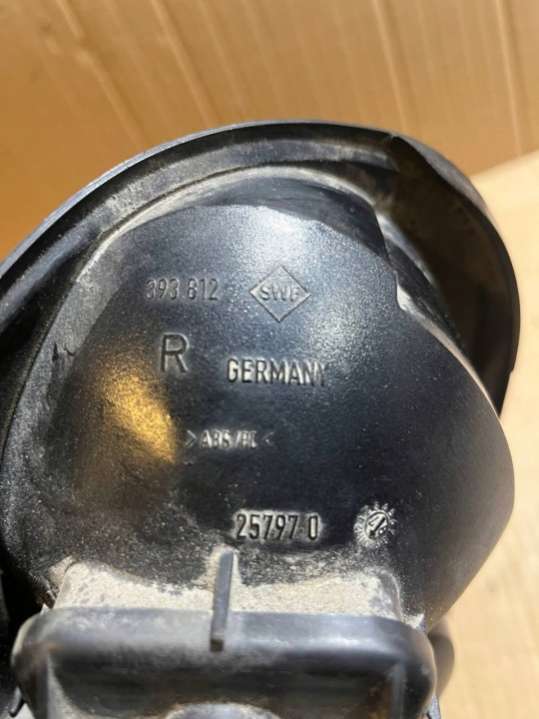 393 812 SWF
R GERMANY
>ABS/PC<
25797 0